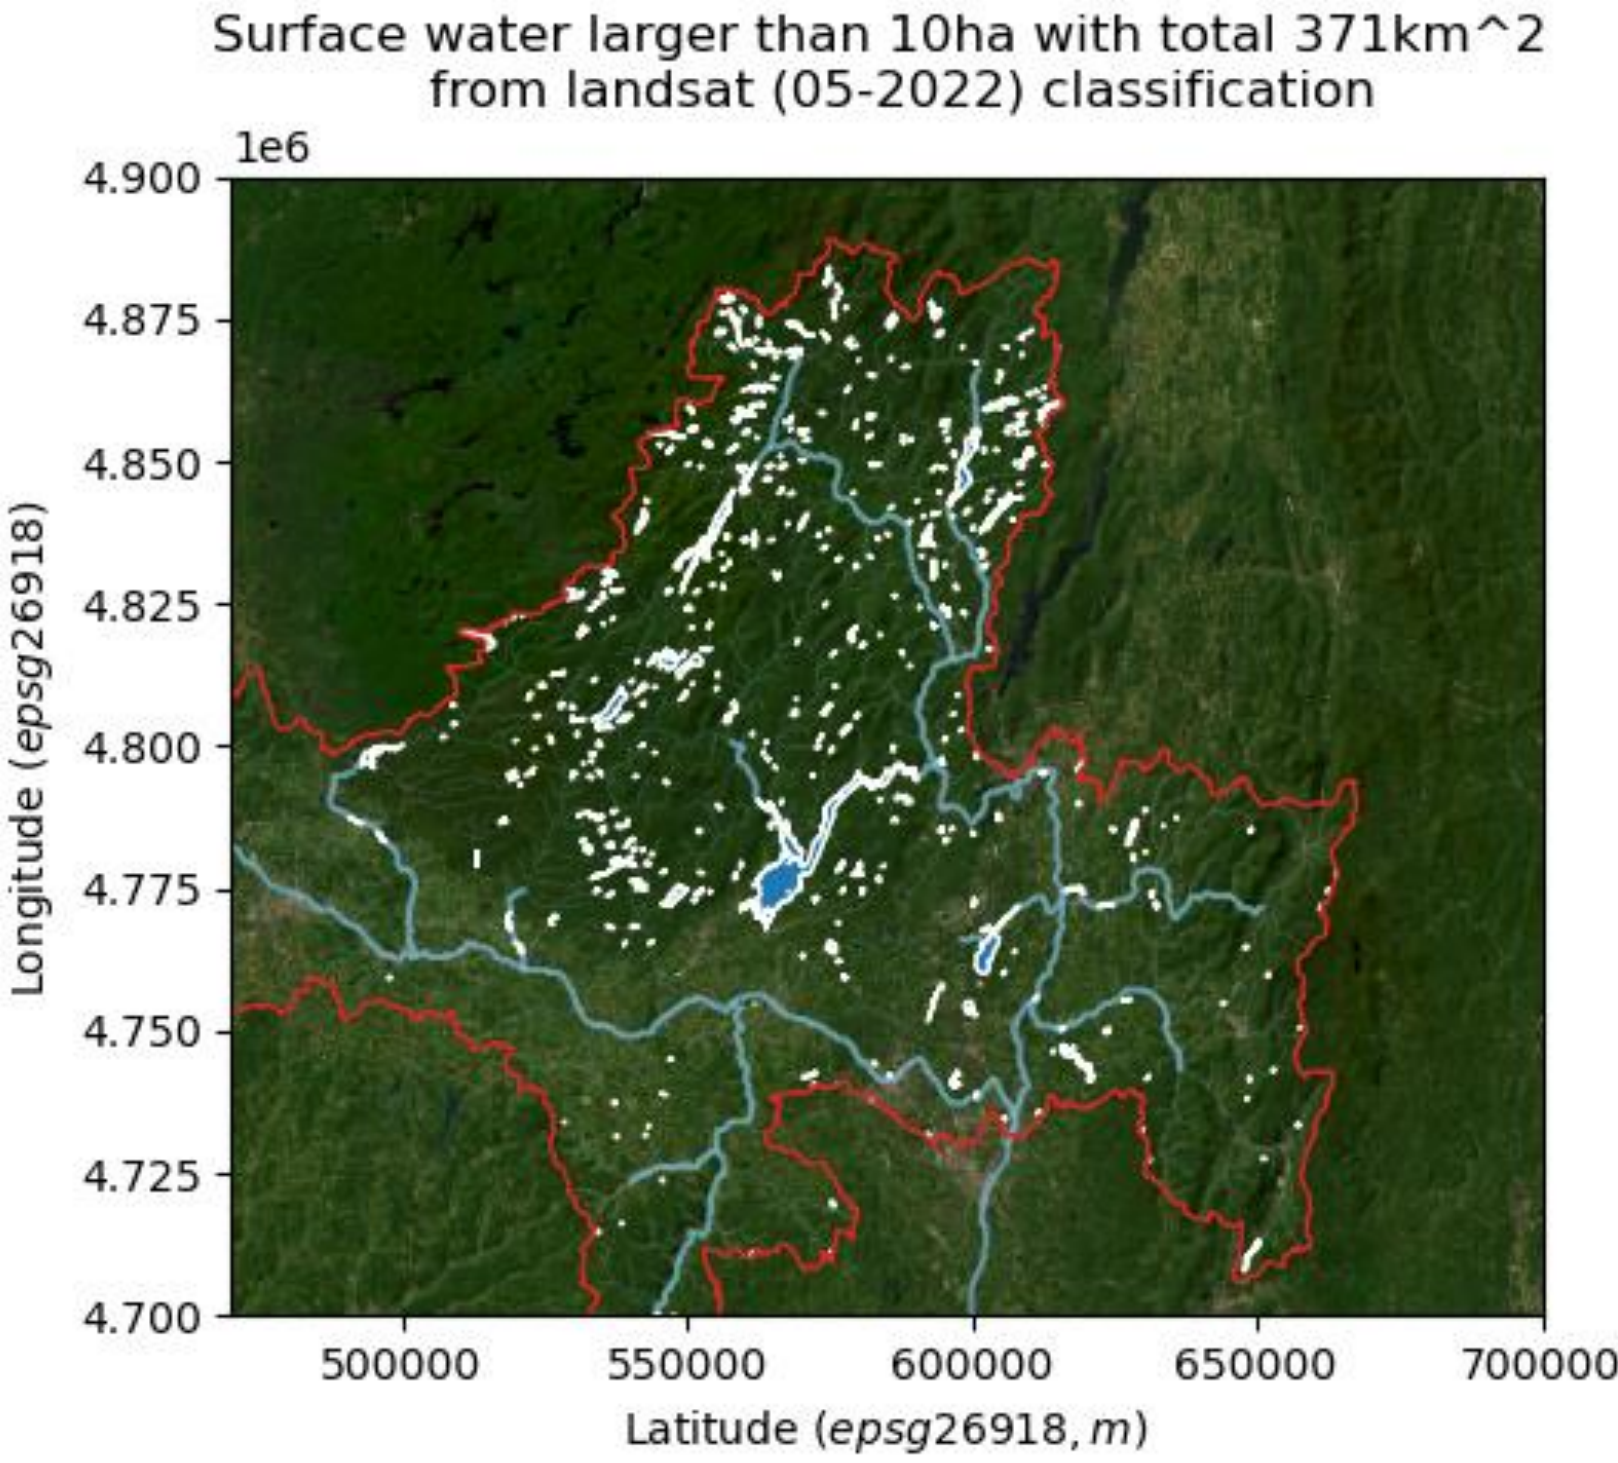 Surface water larger than 10ha with total 371km^2
from landsat (05-2022) classification
1e6
4.900
4.875
4.850
4.825
4.800
4.775
4.750
4.725
4.700
Longitude (epsg26918)
500000
550000
600000
650000
700000
Latitude (epsg26918, m)